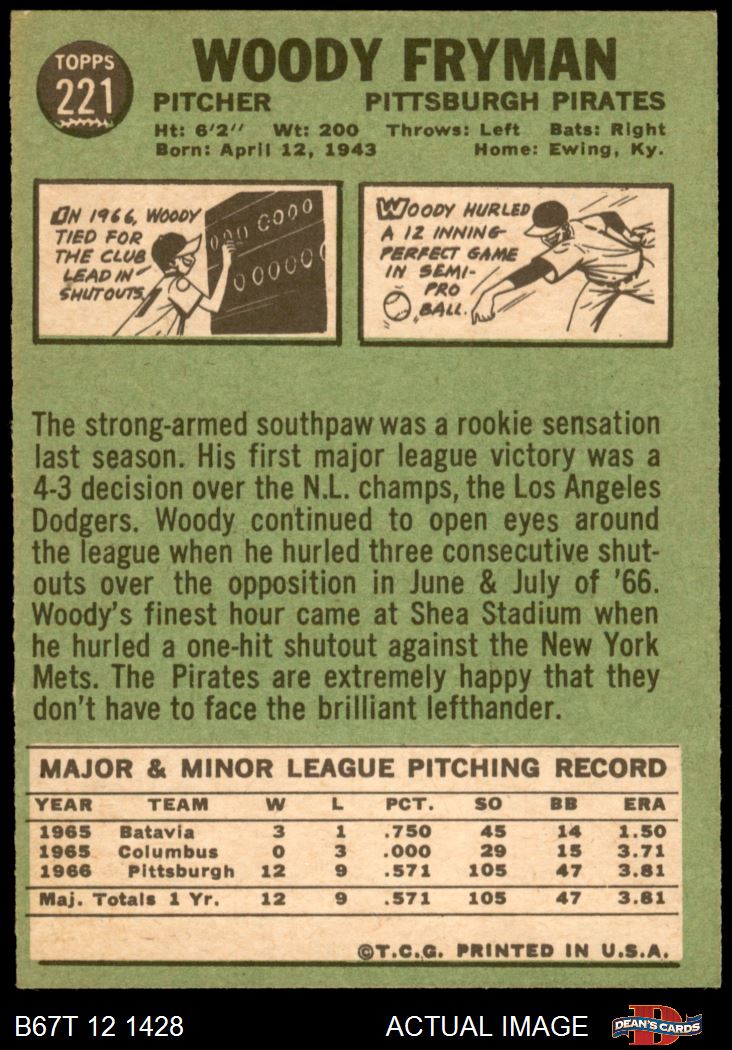 TOPPS
221
WOODY FRYMAN
PITCHER PITTSBURGH PIRATES
Ht: 6'2" Wt: 200 Throws: Left Bats: Right
Born: April 12, 1943 Home: Ewing, Ky.
IN 1966, WOODY
TIED FOR
THE CLUB
LEAD IN
SHUTOUTS
000 0000
000000
WOODY HURLED
A 12 INNING
PERFECT GAME
IN SEMI-
PRO
BALL.
The strong-armed southpaw was a rookie sensation
last season. His first major league victory was a
4-3 decision over the N.L. champs, the Los Angeles
Dodgers. Woody continued to open eyes around
the league when he hurled three consecutive shut-
outs over the opposition in June & July of '66.
Woody's finest hour came at Shea Stadium when
he hurled a one-hit shutout against the New York
Mets. The Pirates are extremely happy that they
don't have to face the brilliant lefthander.
MAJOR & MINOR LEAGUE PITCHING RECORD
YEAR TEAM W L PCT. SO BB ERA
1965 Batavia 3 1 .750 45 14 1.50
1965 Columbus 0 3 .000 29 15 3.71
1966 Pittsburgh 12 9 .571 105 47 3.81
Maj. Totals 1 Yr. 12 9 .571 105 47 3.81
©T.C.G. PRINTED IN U.S.A.
B67T 12 1428 ACTUAL IMAGE
D
DEAN'S CARDS